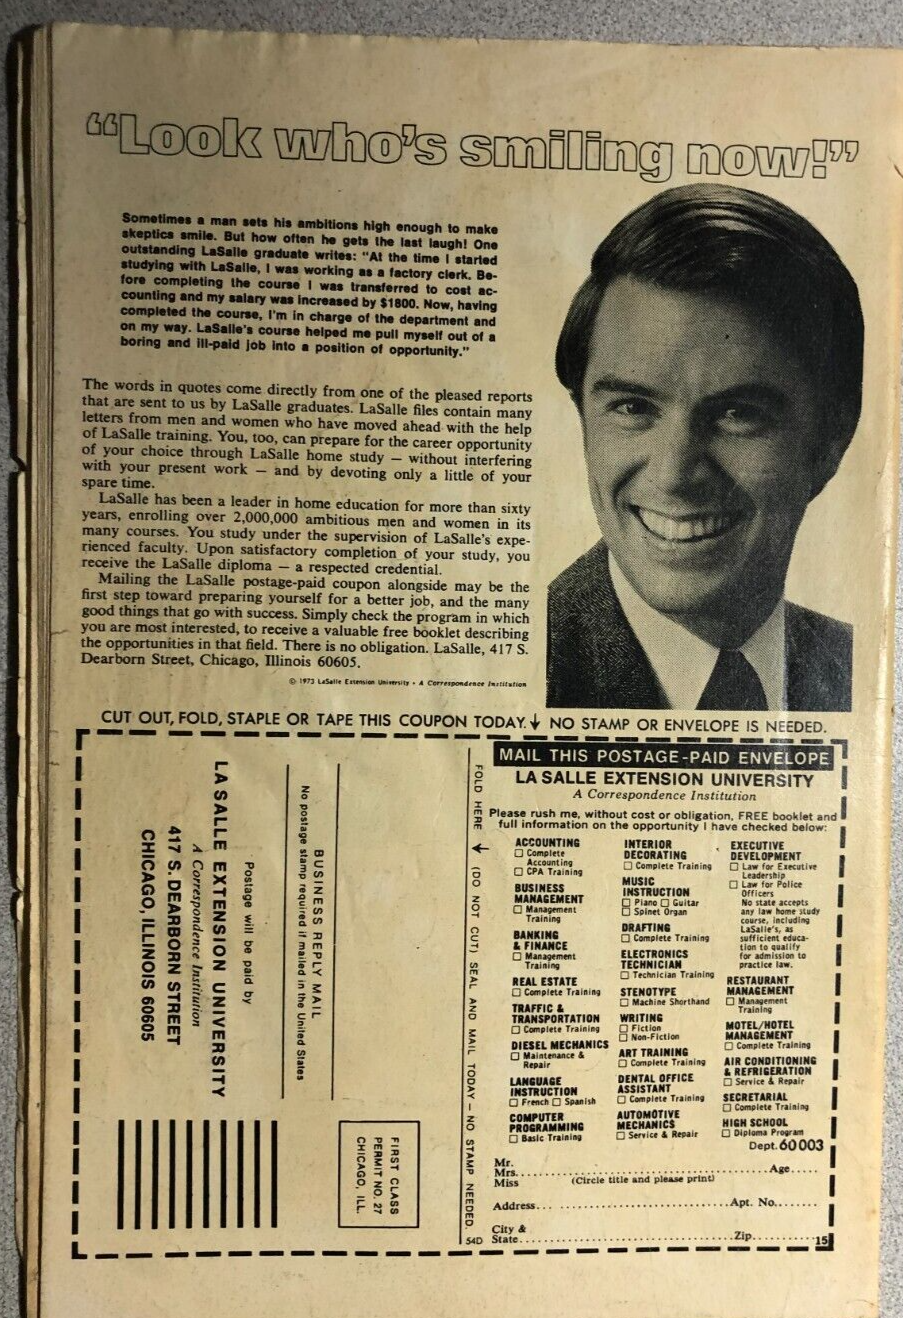 “Look who's smiling now!”
Sometimes a man sets his ambitions high enough to make
skeptics smile. But how often he gets the last laugh! One
outstanding LaSalle graduate writes: "At the time I started
studying with LaSalle, I was working as a factory clerk. Be-
fore completing the course I was transferred to cost ac-
counting and my salary was increased by $1800. Now, having
completed the course, I'm in charge of the department and
on my way. LaSalle's course helped me pull myself out of a
boring and ill-paid job into a position of opportunity."
The words in quotes come directly from one of the pleased reports
that are sent to us by LaSalle graduates. LaSalle files contain many
letters from men and women who have moved ahead with the help
of LaSalle training. You, too, can prepare for the career opportunity
of your choice through LaSalle home study — without interfering
with your present work — and by devoting only a little of your
spare time.
LaSalle has been a leader in home education for more than sixty
years, enrolling over 2,000,000 ambitious men and women in its
many courses. You study under the supervision of LaSalle's expe-
rienced faculty. Upon satisfactory completion of your study, you
receive the LaSalle diploma — a respected credential.
Mailing the LaSalle postage-paid coupon alongside may be the
first step toward preparing yourself for a better job, and the many
good things that go with success. Simply check the program in which
you are most interested, to receive a valuable free booklet describing
the opportunities in that field. There is no obligation. LaSalle, 417 S.
Dearborn Street, Chicago, Illinois 60605.
© 1973 LaSalle Extension University • A Correspondence Institution
CUT OUT, FOLD, STAPLE OR TAPE THIS COUPON TODAY. ↓ NO STAMP OR ENVELOPE IS NEEDED.
FIRST CLASS
PERMIT NO. 27
CHICAGO, ILL.
BUSINESS REPLY MAIL
No postage stamp required if mailed in the United States
Postage will be paid by
LASALLE EXTENSION UNIVERSITY
A Correspondence Institution
417 S. DEARBORN STREET
CHICAGO, ILLINOIS 60605
FOLD HERE ← (DO NOT CUT) SEAL AND MAIL TODAY — NO STAMP NEEDED.
54D
MAIL THIS POSTAGE-PAID ENVELOPE
LA SALLE EXTENSION UNIVERSITY
A Correspondence Institution
Please rush me, without cost or obligation, FREE booklet and
full information on the opportunity I have checked below:
ACCOUNTING
☐ Complete
Accounting
☐ CPA Training
BUSINESS
MANAGEMENT
☐ Management
Training
BANKING
& FINANCE
☐ Management
Training
REAL ESTATE
☐ Complete Training
TRAFFIC &
TRANSPORTATION
☐ Complete Training
DIESEL MECHANICS
☐ Maintenance &
Repair
LANGUAGE
INSTRUCTION
☐ French ☐ Spanish
COMPUTER
PROGRAMMING
☐ Basic Training
INTERIOR
DECORATING
☐ Complete Training
MUSIC
INSTRUCTION
☐ Piano ☐ Guitar
☐ Spinet Organ
DRAFTING
☐ Complete Training
ELECTRONICS
TECHNICIAN
☐ Technician Training
STENOTYPE
☐ Machine Shorthand
WRITING
☐ Fiction
☐ Non-Fiction
ART TRAINING
☐ Complete Training
DENTAL OFFICE
ASSISTANT
☐ Complete Training
AUTOMOTIVE
MECHANICS
☐ Service & Repair
EXECUTIVE
DEVELOPMENT
☐ Law for Executive
Leadership
☐ Law for Police
Officers
No state accepts
any law home study
course, including
LaSalle's, as
sufficient educa-
tion to qualify
for admission to
practice law.
RESTAURANT
MANAGEMENT
☐ Management
Training
MOTEL/HOTEL
MANAGEMENT
☐ Complete Training
AIR CONDITIONING
& REFRIGERATION
☐ Service & Repair
SECRETARIAL
☐ Complete Training
HIGH SCHOOL
☐ Diploma Program
Dept. 60003
Mr.
Mrs. Age
Miss (Circle title and please print)
Address Apt. No.
City &
State Zip 15